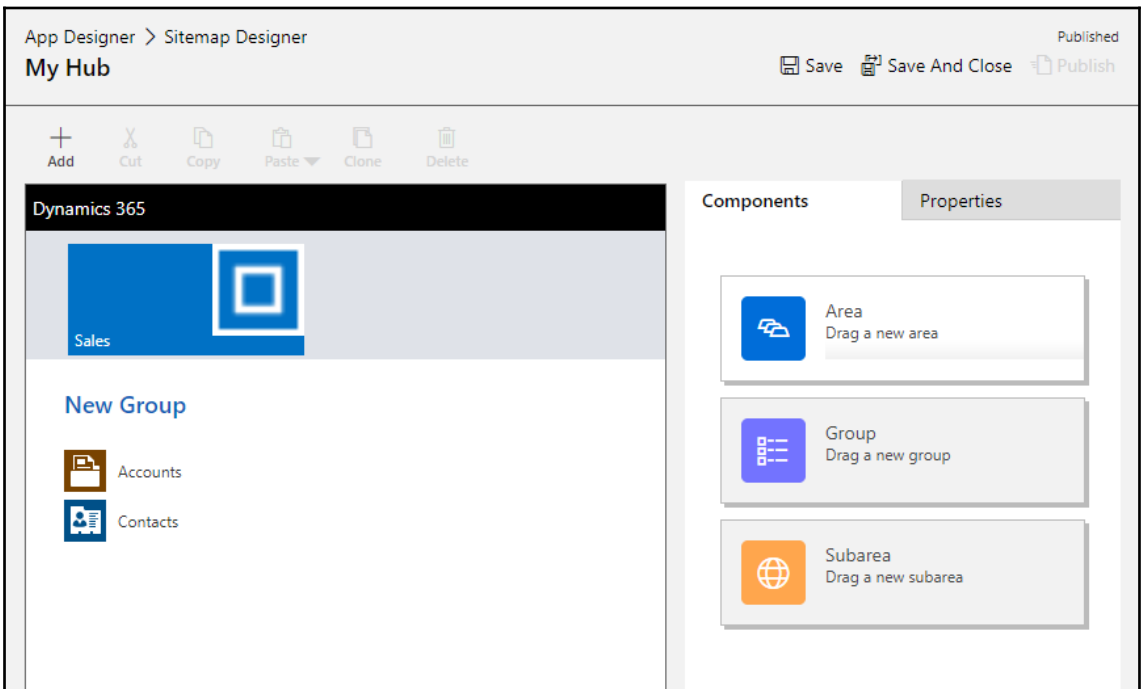 App Designer > Sitemap Designer
Published
My Hub
Save Save And Close Publish
Add Cut Copy Paste Clone Delete
Dynamics 365
Components Properties
Sales
Area
Drag a new area
New Group
Group
Drag a new group
Accounts
Contacts
Subarea
Drag a new subarea